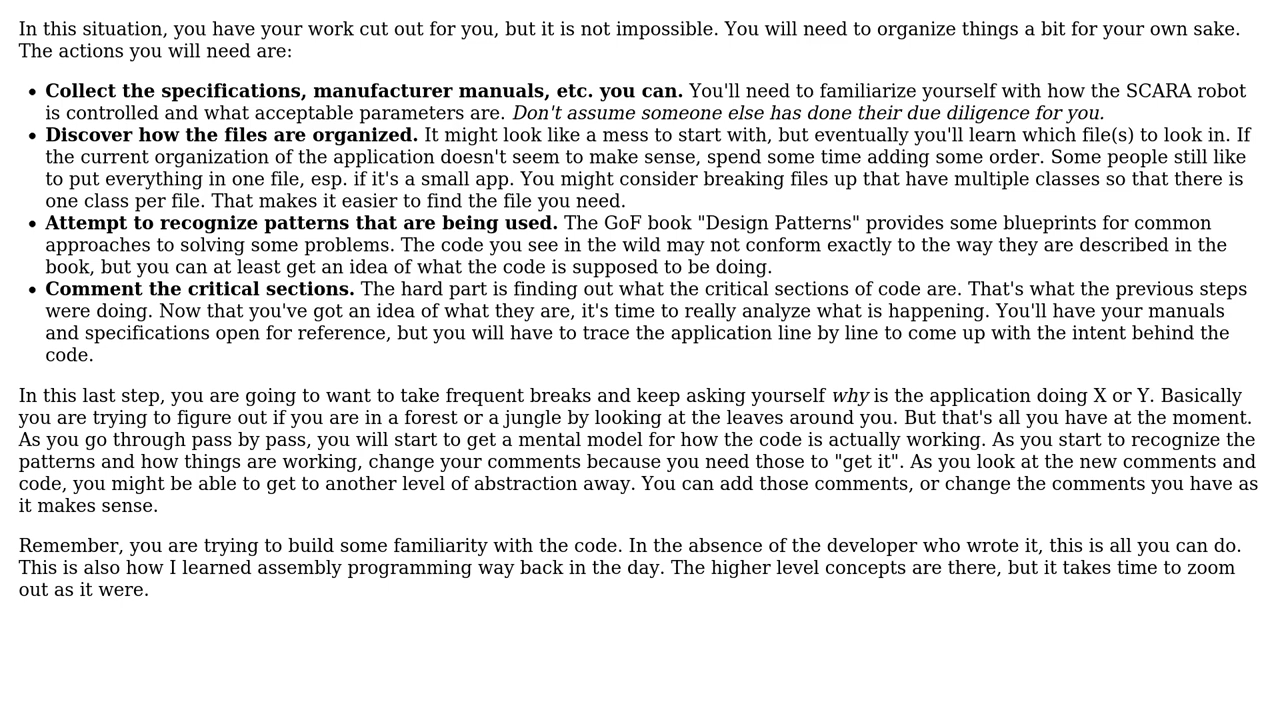 In this situation, you have your work cut out for you, but it is not impossible. You will need to organize things a bit for your own sake.
The actions you will need are:
• Collect the specifications, manufacturer manuals, etc. you can. You'll need to familiarize yourself with how the SCARA robot
is controlled and what acceptable parameters are. Don't assume someone else has done their due diligence for you.
• Discover how the files are organized. It might look like a mess to start with, but eventually you'll learn which file(s) to look in. If
the current organization of the application doesn't seem to make sense, spend some time adding some order. Some people still like
to put everything in one file, esp. if it's a small app. You might consider breaking files up that have multiple classes so that there is
one class per file. That makes it easier to find the file you need.
• Attempt to recognize patterns that are being used. The GoF book "Design Patterns" provides some blueprints for common
approaches to solving some problems. The code you see in the wild may not conform exactly to the way they are described in the
book, but you can at least get an idea of what the code is supposed to be doing.
• Comment the critical sections. The hard part is finding out what the critical sections of code are. That's what the previous steps
were doing. Now that you've got an idea of what they are, it's time to really analyze what is happening. You'll have your manuals
and specifications open for reference, but you will have to trace the application line by line to come up with the intent behind the
code.
In this last step, you are going to want to take frequent breaks and keep asking yourself why is the application doing X or Y. Basically
you are trying to figure out if you are in a forest or a jungle by looking at the leaves around you. But that's all you have at the moment.
As you go through pass by pass, you will start to get a mental model for how the code is actually working. As you start to recognize the
patterns and how things are working, change your comments because you need those to "get it". As you look at the new comments and
code, you might be able to get to another level of abstraction away. You can add those comments, or change the comments you have as
it makes sense.
Remember, you are trying to build some familiarity with the code. In the absence of the developer who wrote it, this is all you can do.
This is also how I learned assembly programming way back in the day. The higher level concepts are there, but it takes time to zoom
out as it were.